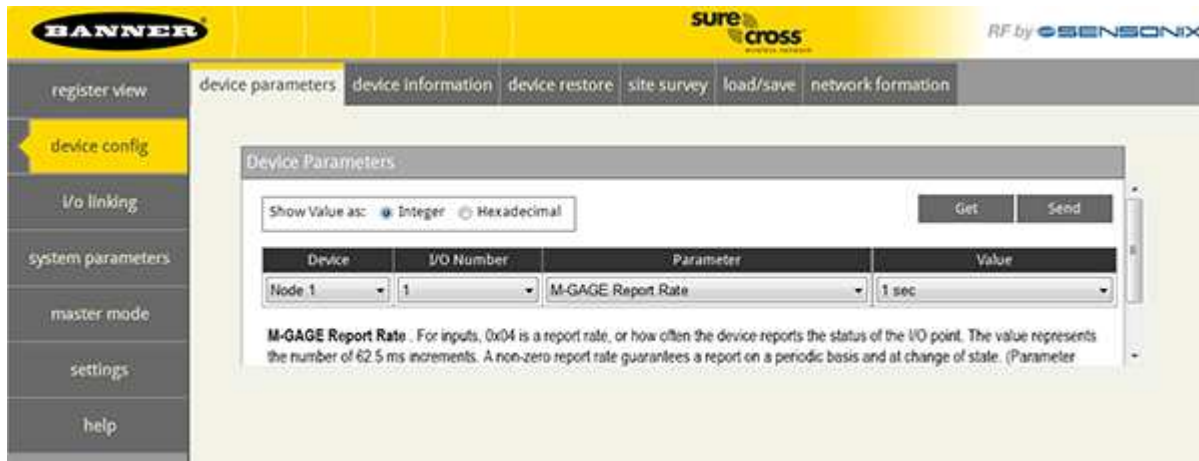 BANNER
sure cross
wireless network
RF by SENSONIX
register view
device config
i/o linking
system parameters
master mode
settings
help
device parameters device information device restore site survey load/save network formation
Device Parameters
Show Value as: Integer Hexadecimal
Get Send
Device I/O Number Parameter Value
Node 1 1 M-GAGE Report Rate 1 sec
M-GAGE Report Rate . For inputs, 0x04 is a report rate, or how often the device reports the status of the I/O point. The value represents
the number of 62.5 ms increments. A non-zero report rate guarantees a report on a periodic basis and at change of state. (Parameter